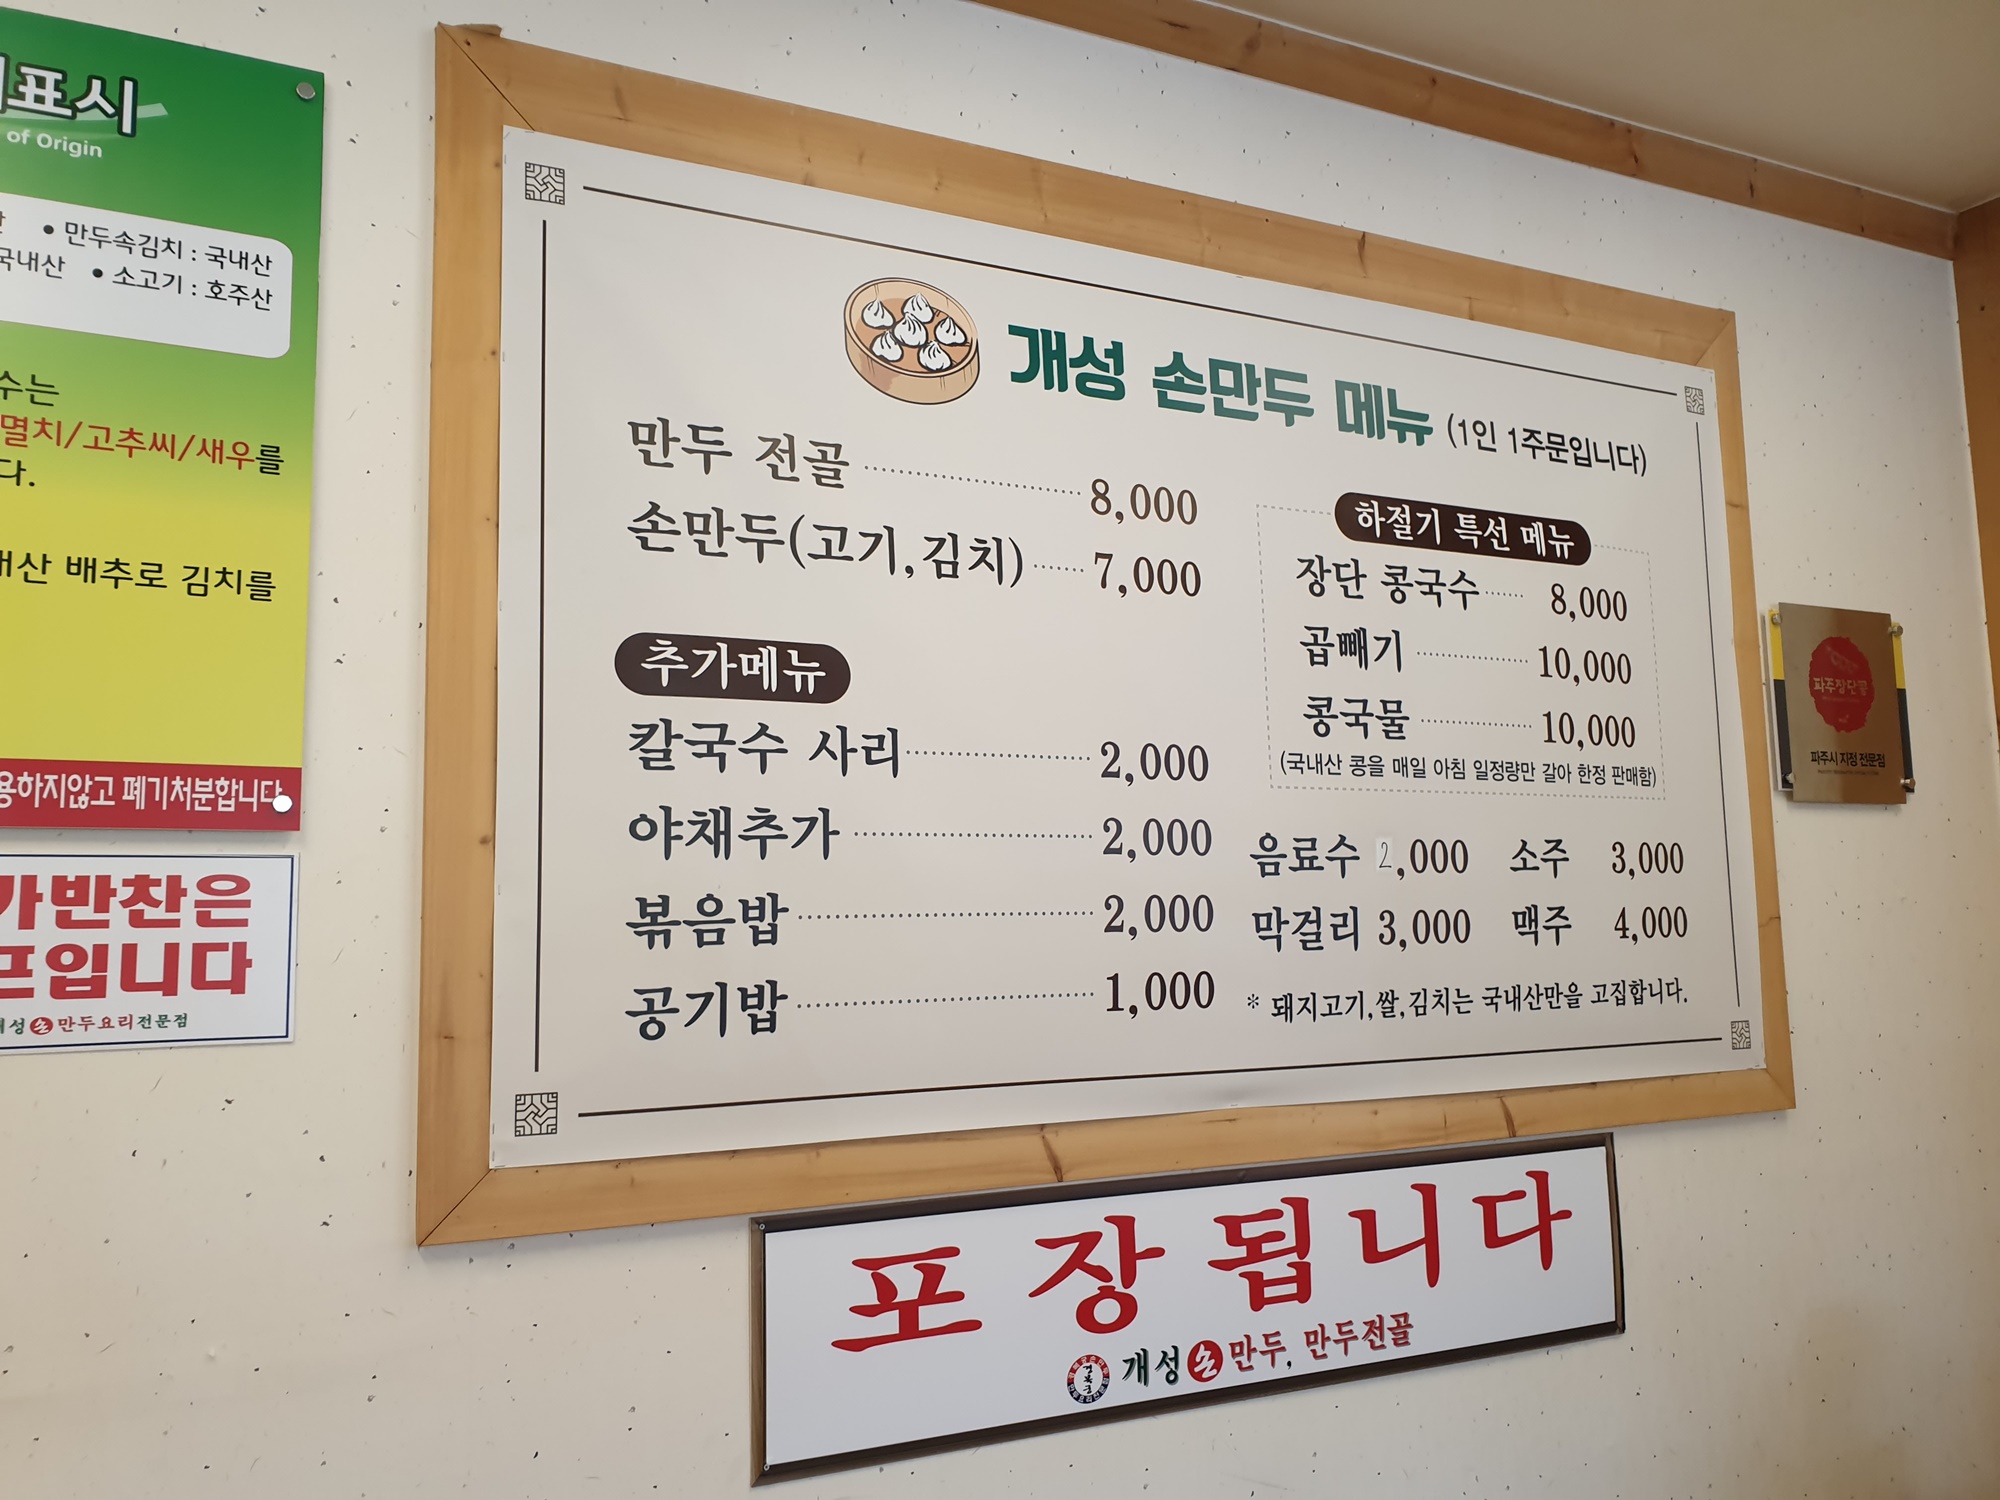 표시
of Origin
• 만두속김치 : 국내산
국내산 • 소고기 : 호주산
수는
멸치/고추씨/새우를
다.
내산 배추로 김치를
용하지않고 폐기처분합니다
가반찬은
프입니다
개성 손 만두요리전문점
개성 손만두 메뉴 (1인 1주문입니다)
만두 전골 8,000
손만두(고기,김치) 7,000
추가메뉴
칼국수 사리 2,000
야채추가 2,000
볶음밥 2,000
공기밥 1,000
하절기 특선 메뉴
장단 콩국수 8,000
곱빼기 10,000
콩국물 10,000
(국내산 콩을 매일 아침 일정량만 갈아 한정 판매함)
음료수 2,000 소주 3,000
막걸리 3,000 맥주 4,000
* 돼지고기,쌀,김치는 국내산만을 고집합니다.
파주장단콩
파주시 지정 전문점
포장됩니다
개성 손 만두, 만두전골